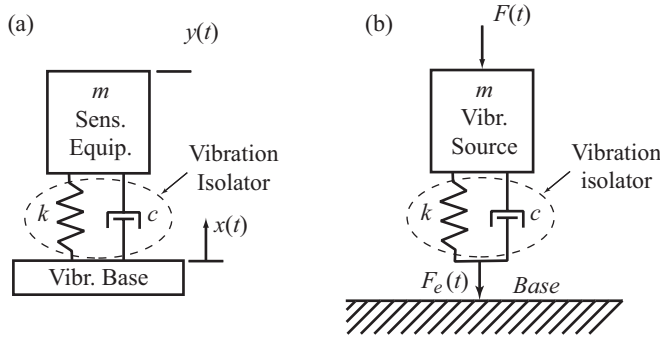 (a)
y(t)
m
Sens.
Equip.
Vibration
Isolator
k
c
x(t)
Vibr. Base
(b)
F(t)
m
Vibr.
Source
Vibration
isolator
k
c
F_e(t)
Base